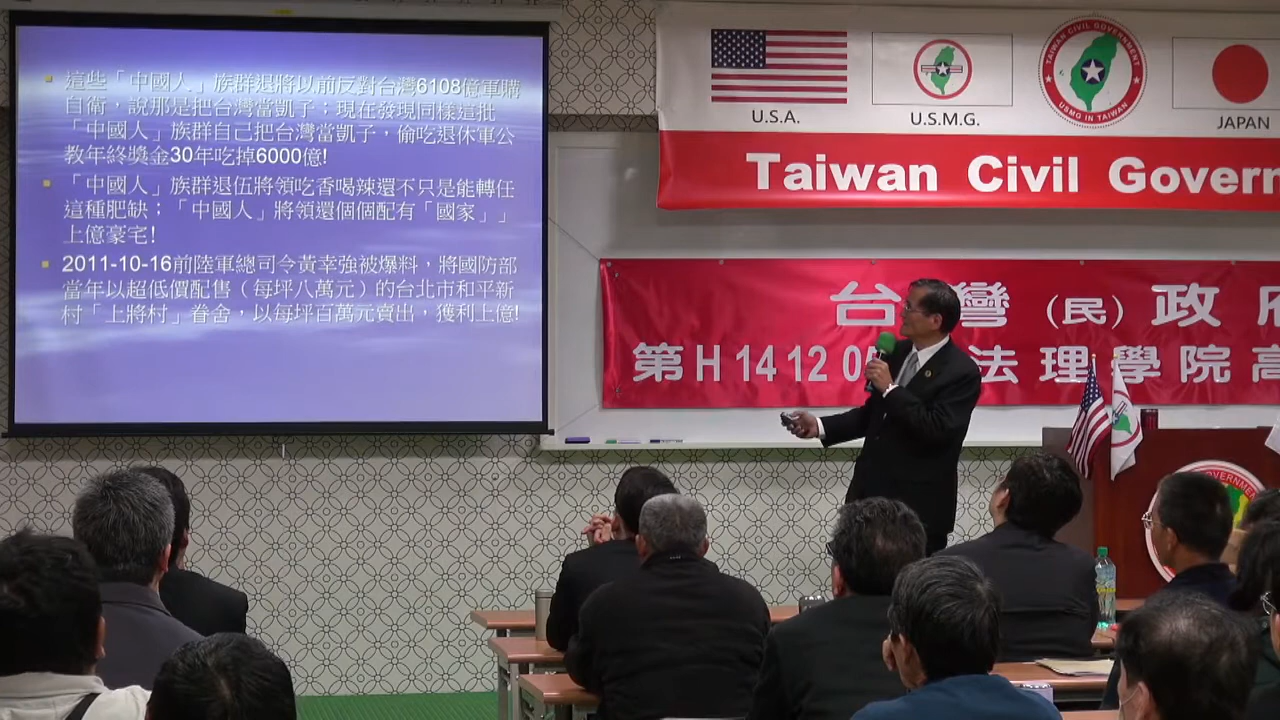 這些「中國人」族群退將以前反對台灣6108億軍購
自衛，說那是把台灣當凱子；現在發現同樣這批
「中國人」族群自己把台灣當凱子，偷吃退休軍公
教年終獎金30年吃掉6000億!
「中國人」族群退伍將領吃香喝辣還不只是能轉任
這種肥缺；「中國人」將領還個個配有「國家」」
上億豪宅!
2011-10-16前陸軍總司令黃幸強被爆料，將國防部
當年以超低價配售（每坪八萬元）的台北市和平新
村「上將村」眷舍，以每坪百萬元賣出，獲利上億!
U.S.A.
U.S.M.G.
TAIWAN CIVIL GOVERNMENT
USMG IN TAIWAN
JAPAN
Taiwan Civil Govern
台灣（民）政府
第H 14 12 05
法理學院高
GOVERNMENT